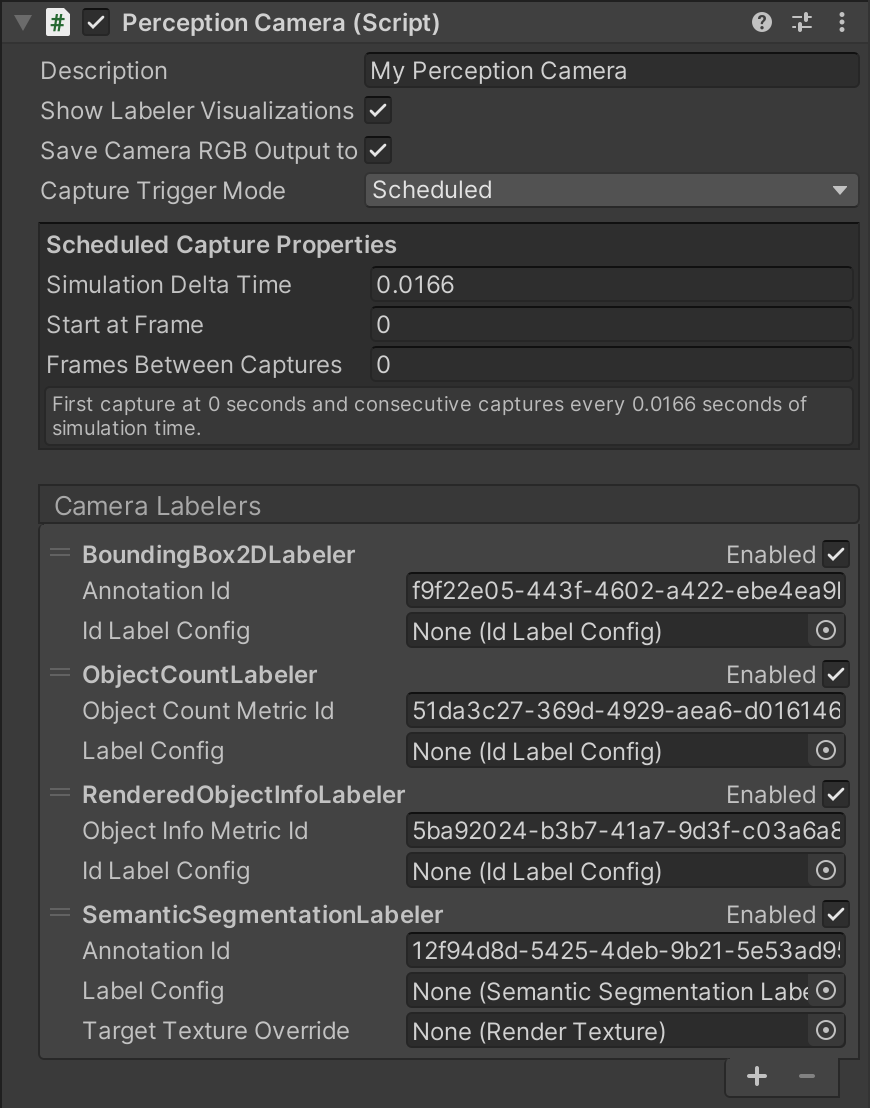 # Perception Camera (Script)
Description My Perception Camera
Show Labeler Visualizations
Save Camera RGB Output to
Capture Trigger Mode Scheduled
Scheduled Capture Properties
Simulation Delta Time 0.0166
Start at Frame 0
Frames Between Captures 0
First capture at 0 seconds and consecutive captures every 0.0166 seconds of
simulation time.
Camera Labelers
BoundingBox2DLabeler Enabled
Annotation Id f9f22e05-443f-4602-a422-ebe4ea9
Id Label Config None (Id Label Config)
ObjectCountLabeler Enabled
Object Count Metric Id 51da3c27-369d-4929-aea6-d016146
Label Config None (Id Label Config)
RenderedObjectInfoLabeler Enabled
Object Info Metric Id 5ba92024-b3b7-41a7-9d3f-c03a6a8
Id Label Config None (Id Label Config)
SemanticSegmentationLabeler Enabled
Annotation Id 12f94d8d-5425-4deb-9b21-5e53ad9
Label Config None (Semantic Segmentation Labe
Target Texture Override None (Render Texture)